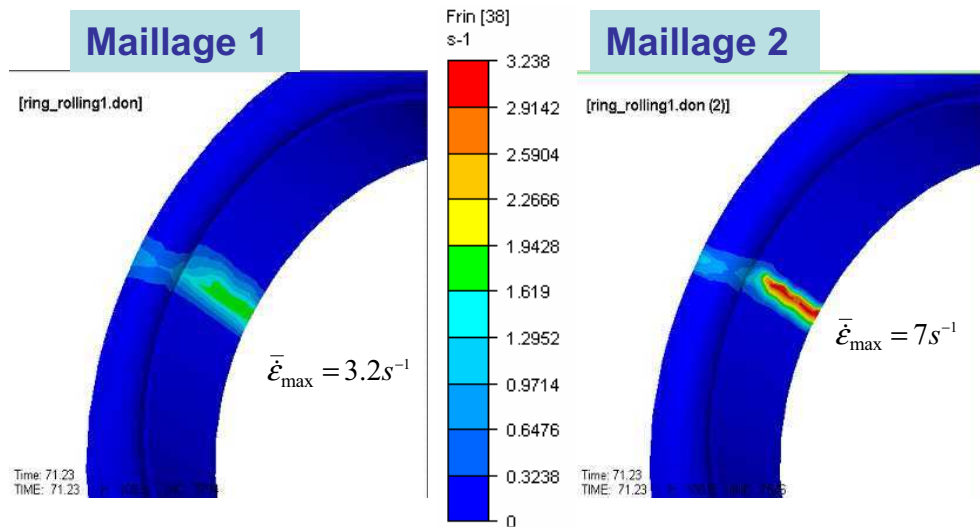 Maillage 1
Frin [38]
s-1
Maillage 2
[ring_rolling1.don]
[ring_rolling1.don (2)]
3.238
2.9142
2.5904
2.2666
1.9428
1.619
1.2952
0.9714
0.6476
0.3238
0
ε̄̇max = 3.2s⁻¹
ε̄̇max = 7s⁻¹
Time: 71.23
TIME: 71.23
Time: 71.23
TIME: 71.23